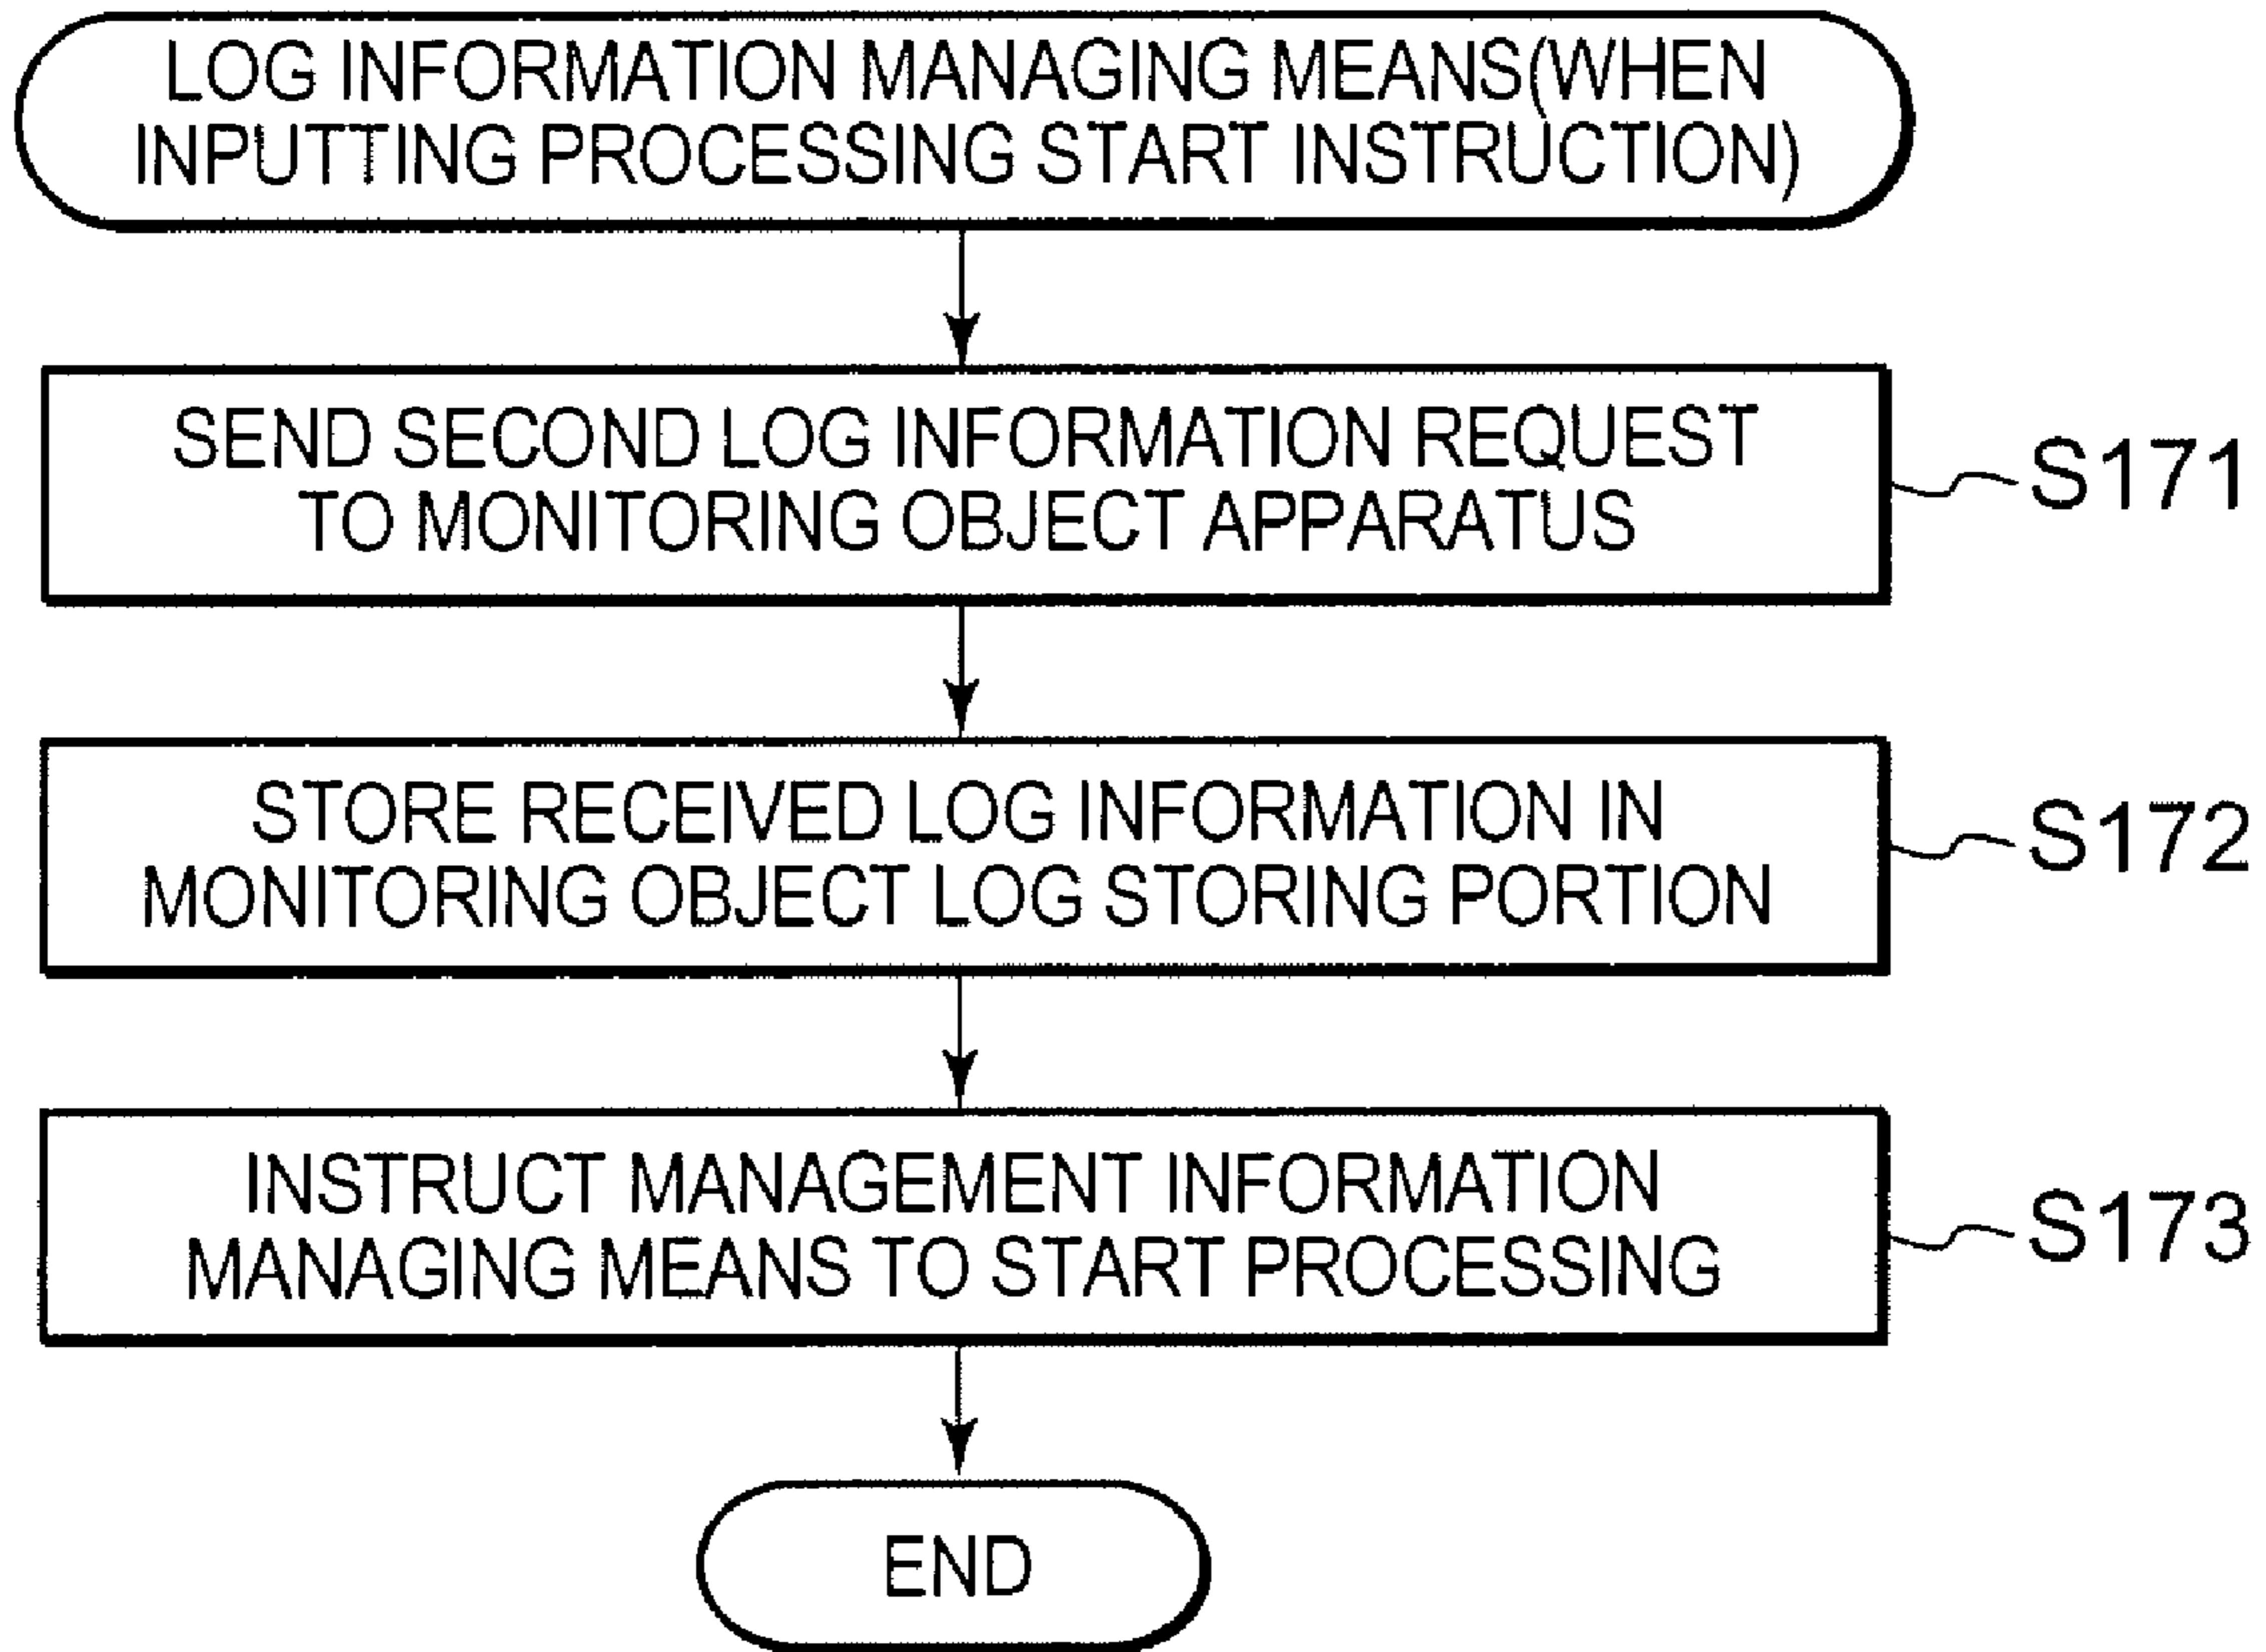 LOG INFORMATION MANAGING MEANS(WHEN
INPUTTING PROCESSING START INSTRUCTION)
SEND SECOND LOG INFORMATION REQUEST
TO MONITORING OBJECT APPARATUS
S171
STORE RECEIVED LOG INFORMATION IN
MONITORING OBJECT LOG STORING PORTION
S172
INSTRUCT MANAGEMENT INFORMATION
MANAGING MEANS TO START PROCESSING
S173
END